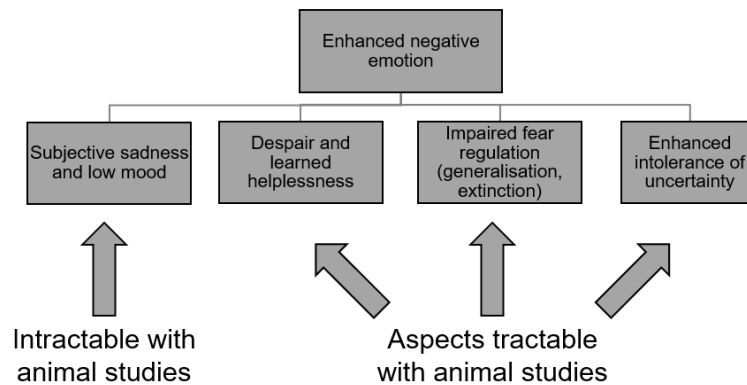 Enhanced negative
emotion
Subjective sadness
and low mood
Despair and
learned
helplessness
Impaired fear
regulation
(generalisation,
extinction)
Enhanced
intolerance of
uncertainty
Intractable with
animal studies
Aspects tractable
with animal studies